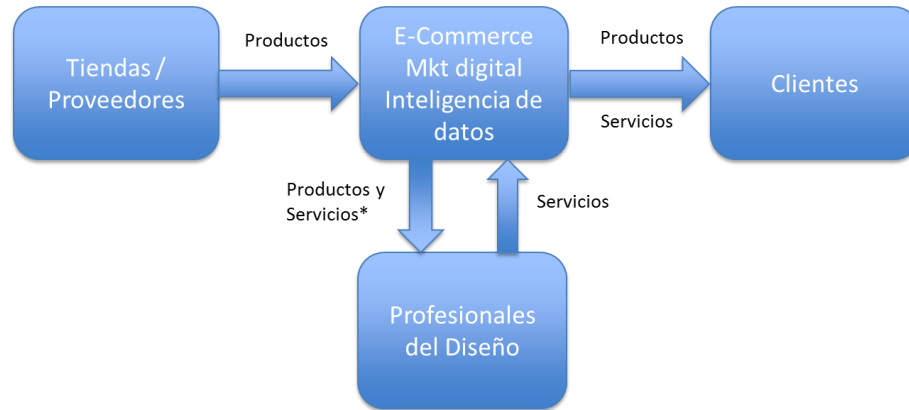 Tiendas /
Proveedores
Productos
E-Commerce
Mkt digital
Inteligencia de
datos
Productos
Servicios
Clientes
Productos y
Servicios*
Servicios
Profesionales
del Diseño